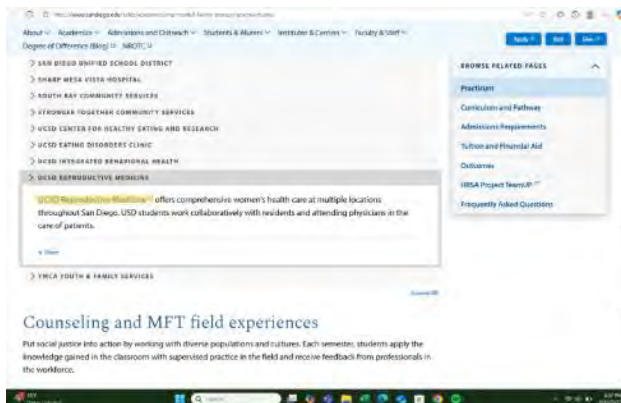 About Academics Admissions and Outreach Students & Alumni Institutes & Centers Faculty & Staff
Degree of Difference (Blog) NROTC
Apply Give
SAN DIEGO UNIFIED SCHOOL DISTRICT
SHARP MESA VISTA HOSPITAL
SOUTH BAY COMMUNITY SERVICES
STRONGER TOGETHER COMMUNITY SERVICES
UCSD CENTER FOR HEALTHY EATING AND RESEARCH
UCSD EATING DISORDERS CLINIC
UCSD INTEGRATED BEHAVIORAL HEALTH
UCSD REPRODUCTIVE MEDICINE
UCSD Reproductive Medicine offers comprehensive women's health care at multiple locations
throughout San Diego. USD students work collaboratively with residents and attending physicians in the
care of patients.
YMCA YOUTH & FAMILY SERVICES
Counseling and MFT field experiences
Put social justice into action by working with diverse populations and cultures. Each semester, students apply the
knowledge gained in the classroom with supervised practice in the field and receive feedback from professionals in
the workforce.
BROWSE RELATED PAGES
Practicum
Curriculum and Pathway
Admissions Requirements
Tuition and Financial Aid
Outcomes
HRSA Project TeamUP
Frequently Asked Questions